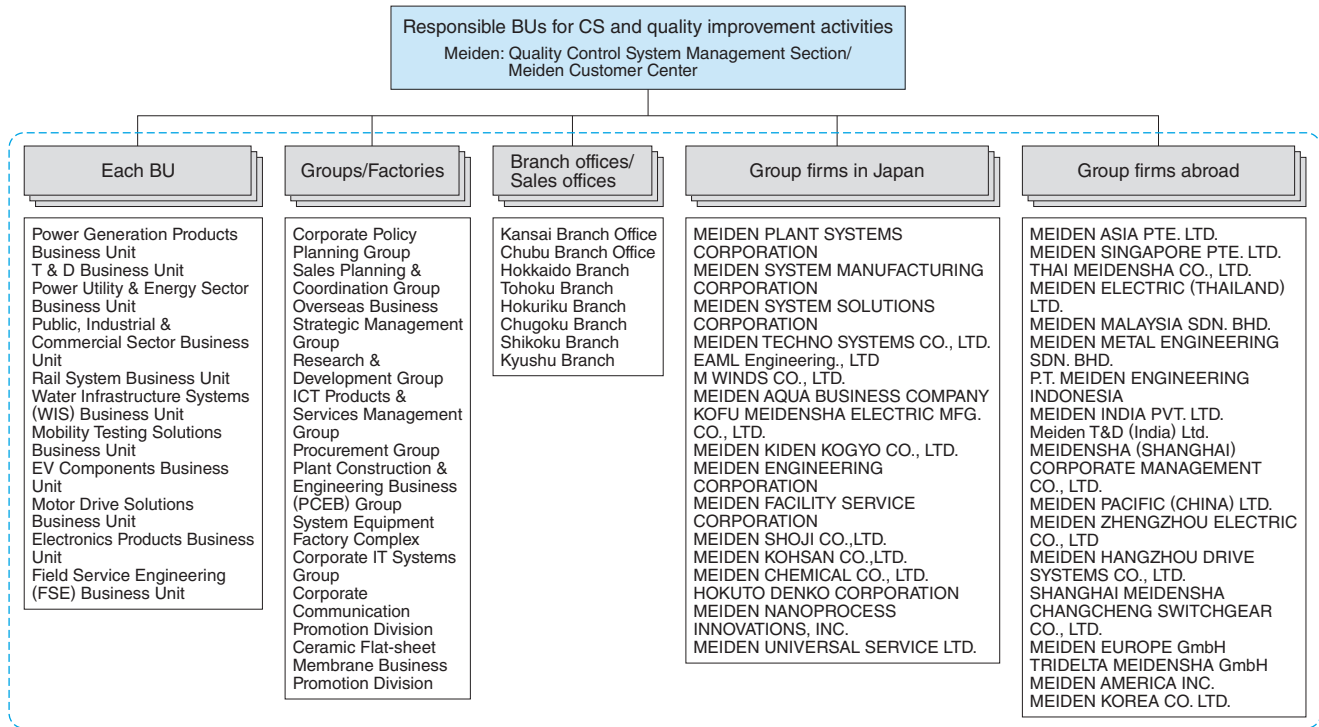 Responsible BUs for CS and quality improvement activities
Meiden: Quality Control System Management Section/
Meiden Customer Center
Each BU
Power Generation Products
Business Unit
T & D Business Unit
Power Utility & Energy Sector
Business Unit
Public, Industrial &
Commercial Sector Business
Unit
Rail System Business Unit
Water Infrastructure Systems
(WIS) Business Unit
Mobility Testing Solutions
Business Unit
EV Components Business
Unit
Motor Drive Solutions
Business Unit
Electronics Products Business
Unit
Field Service Engineering
(FSE) Business Unit
Groups/Factories
Corporate Policy
Planning Group
Sales Planning &
Coordination Group
Overseas Business
Strategic Management
Group
Research &
Development Group
ICT Products &
Services Management
Group
Procurement Group
Plant Construction &
Engineering Business
(PCEB) Group
System Equipment
Factory Complex
Corporate IT Systems
Group
Corporate
Communication
Promotion Division
Ceramic Flat-sheet
Membrane Business
Promotion Division
Branch offices/
Sales offices
Kansai Branch Office
Chubu Branch Office
Hokkaido Branch
Tohoku Branch
Hokuriku Branch
Chugoku Branch
Shikoku Branch
Kyushu Branch
Group firms in Japan
MEIDEN PLANT SYSTEMS
CORPORATION
MEIDEN SYSTEM MANUFACTURING
CORPORATION
MEIDEN SYSTEM SOLUTIONS
CORPORATION
MEIDEN TECHNO SYSTEMS CO., LTD.
EAML Engineering., LTD
M WINDS CO., LTD.
MEIDEN AQUA BUSINESS COMPANY
KOFU MEIDENSHA ELECTRIC MFG.
CO., LTD.
MEIDEN KIDEN KOGYO CO., LTD.
MEIDEN ENGINEERING
CORPORATION
MEIDEN FACILITY SERVICE
CORPORATION
MEIDEN SHOJI CO.,LTD.
MEIDEN KOHSAN CO.,LTD.
MEIDEN CHEMICAL CO., LTD.
HOKUTO DENKO CORPORATION
MEIDEN NANOPROCESS
INNOVATIONS, INC.
MEIDEN UNIVERSAL SERVICE LTD.
Group firms abroad
MEIDEN ASIA PTE. LTD.
MEIDEN SINGAPORE PTE. LTD.
THAI MEIDENSHA CO., LTD.
MEIDEN ELECTRIC (THAILAND)
LTD.
MEIDEN MALAYSIA SDN. BHD.
MEIDEN METAL ENGINEERING
SDN. BHD.
P.T. MEIDEN ENGINEERING
INDONESIA
MEIDEN INDIA PVT. LTD.
Meiden T&D (India) Ltd.
MEIDENSHA (SHANGHAI)
CORPORATE MANAGEMENT
CO., LTD.
MEIDEN PACIFIC (CHINA) LTD.
MEIDEN ZHENGZHOU ELECTRIC
CO., LTD
MEIDEN HANGZHOU DRIVE
SYSTEMS CO., LTD.
SHANGHAI MEIDENSHA
CHANGCHENG SWITCHGEAR
CO., LTD.
MEIDEN EUROPE GmbH
TRIDELTA MEIDENSHA GmbH
MEIDEN AMERICA INC.
MEIDEN KOREA CO. LTD.